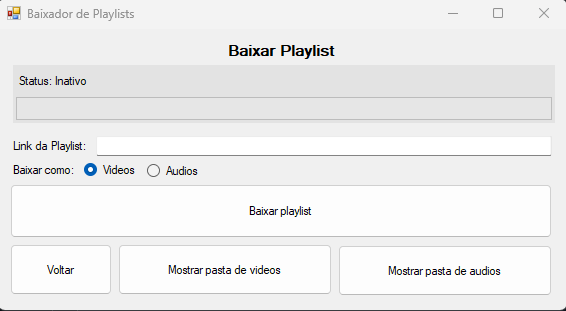 Baixador de Playlists
Baixar Playlist
Status: Inativo
Link da Playlist:
Baixar como: Videos Audios
Baixar playlist
Voltar Mostrar pasta de videos Mostrar pasta de audios